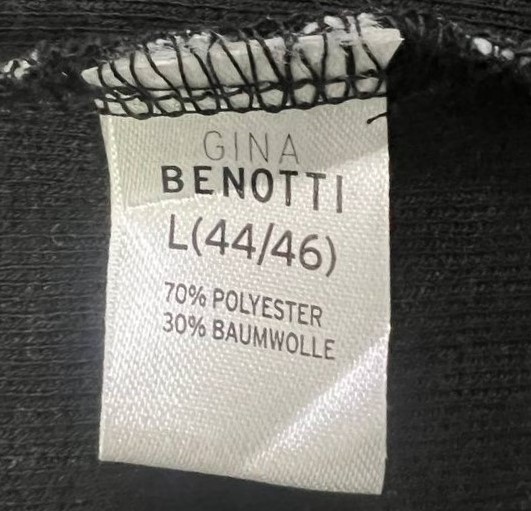 GINA
BENOTTI
L(44/46)
70% POLYESTER
30% BAUMWOLLE